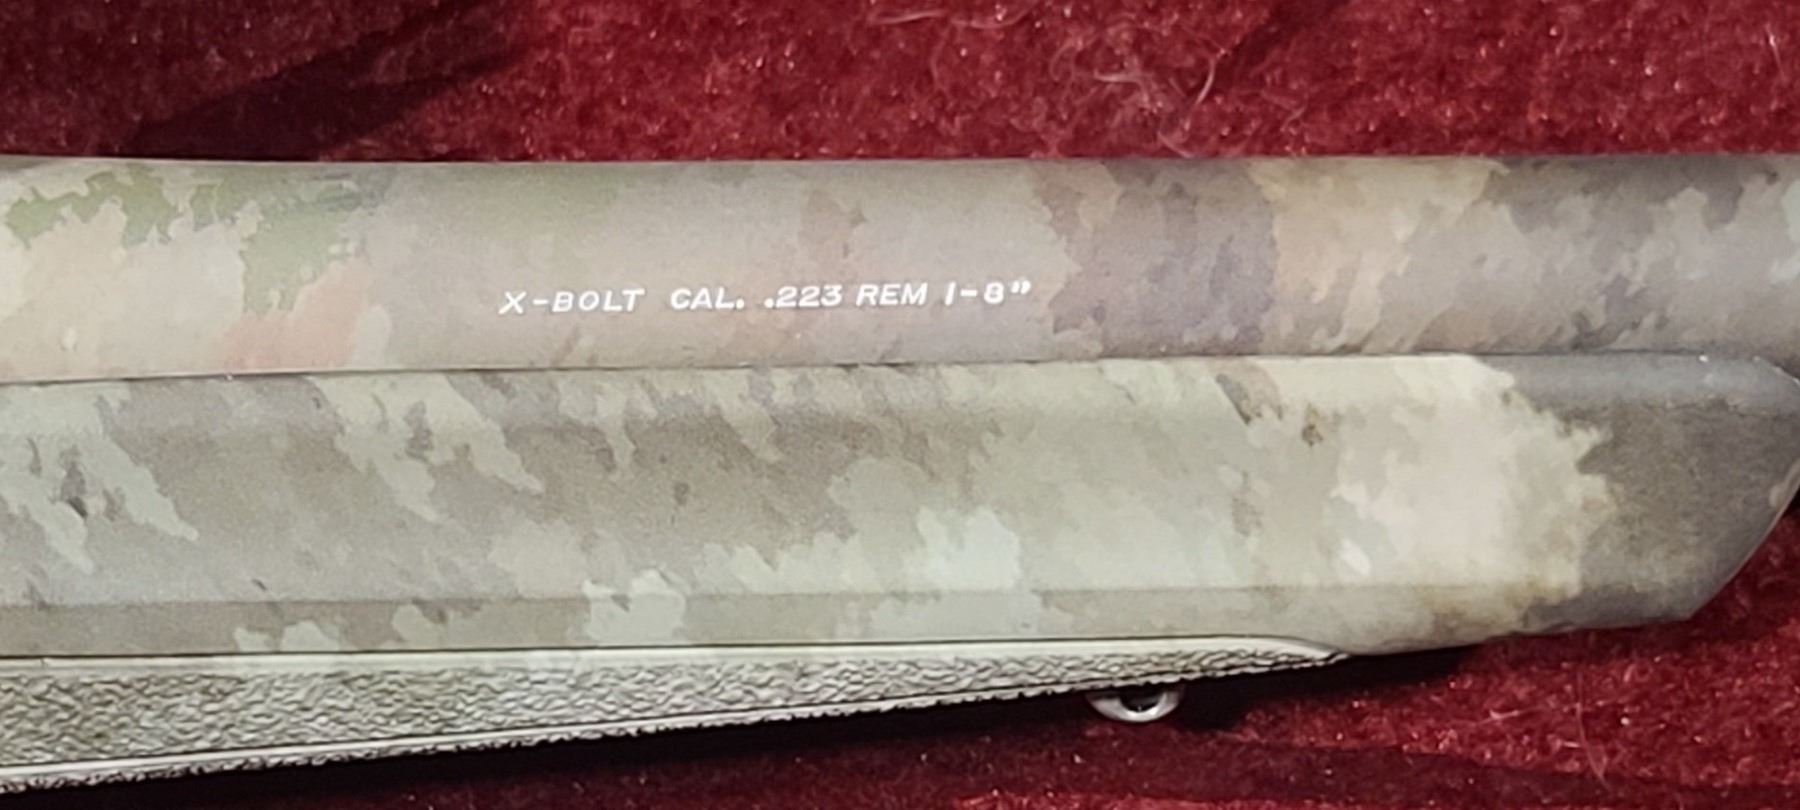 X-BOLT CAL. .223 REM 1-8"